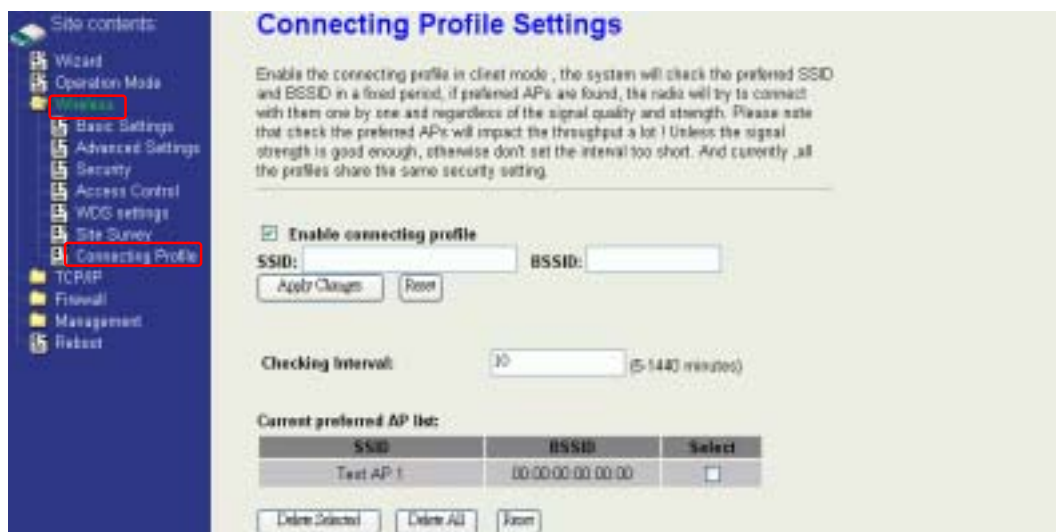 Site contents:
Wizard
Operation Mode
Wireless
Basic Settings
Advanced Settings
Security
Access Control
WDS settings
Site Survey
Connecting Profile
TCP/IP
Firewall
Management
Reboot
Connecting Profile Settings
Enable the connecting profile in clinet mode , the system will check the preferred SSID
and BSSID in a fixed period, if preferred APs are found, the radio will try to connect
with them one by one and regardless of the signal quality and strength. Please note
that check the preferred APs will impact the throughput a lot ! Unless the signal
strength is good enough, otherwise don't set the interval too short. And currently ,all
the profiles share the same security setting.
Enable connecting profile
SSID: BSSID:
Apply Changes Reset
Checking Interval: 10 (5-1440 minutes)
Current preferred AP list:
SSID BSSID Select
Test AP 1 00:00:00:00:00:00
Delete Selected Delete All Reset